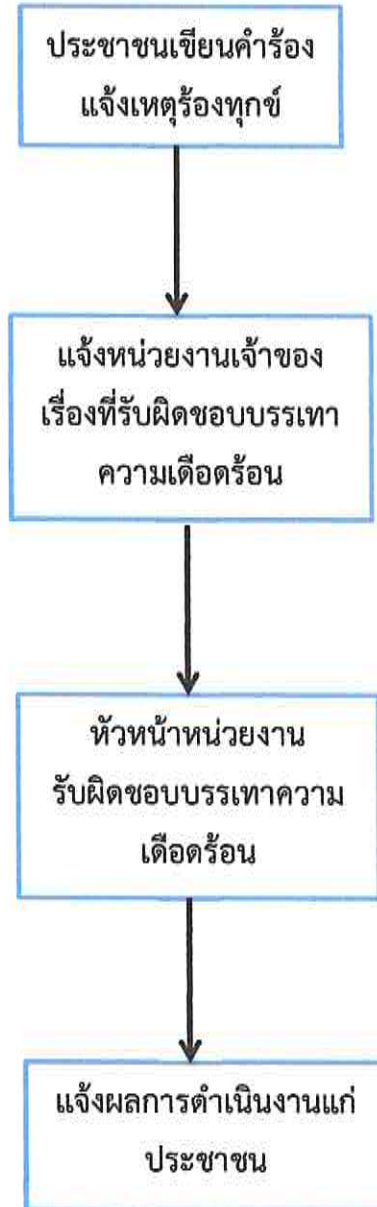 ประชาชนเขียนคำร้อง
แจ้งเหตุร้องทุกข์
แจ้งหน่วยงานเจ้าของ
เรื่องที่รับผิดชอบบรรเทา
ความเดือดร้อน
หัวหน้าหน่วยงาน
รับผิดชอบบรรเทาความ
เดือดร้อน
แจ้งผลการดำเนินงานแก่
ประชาชน